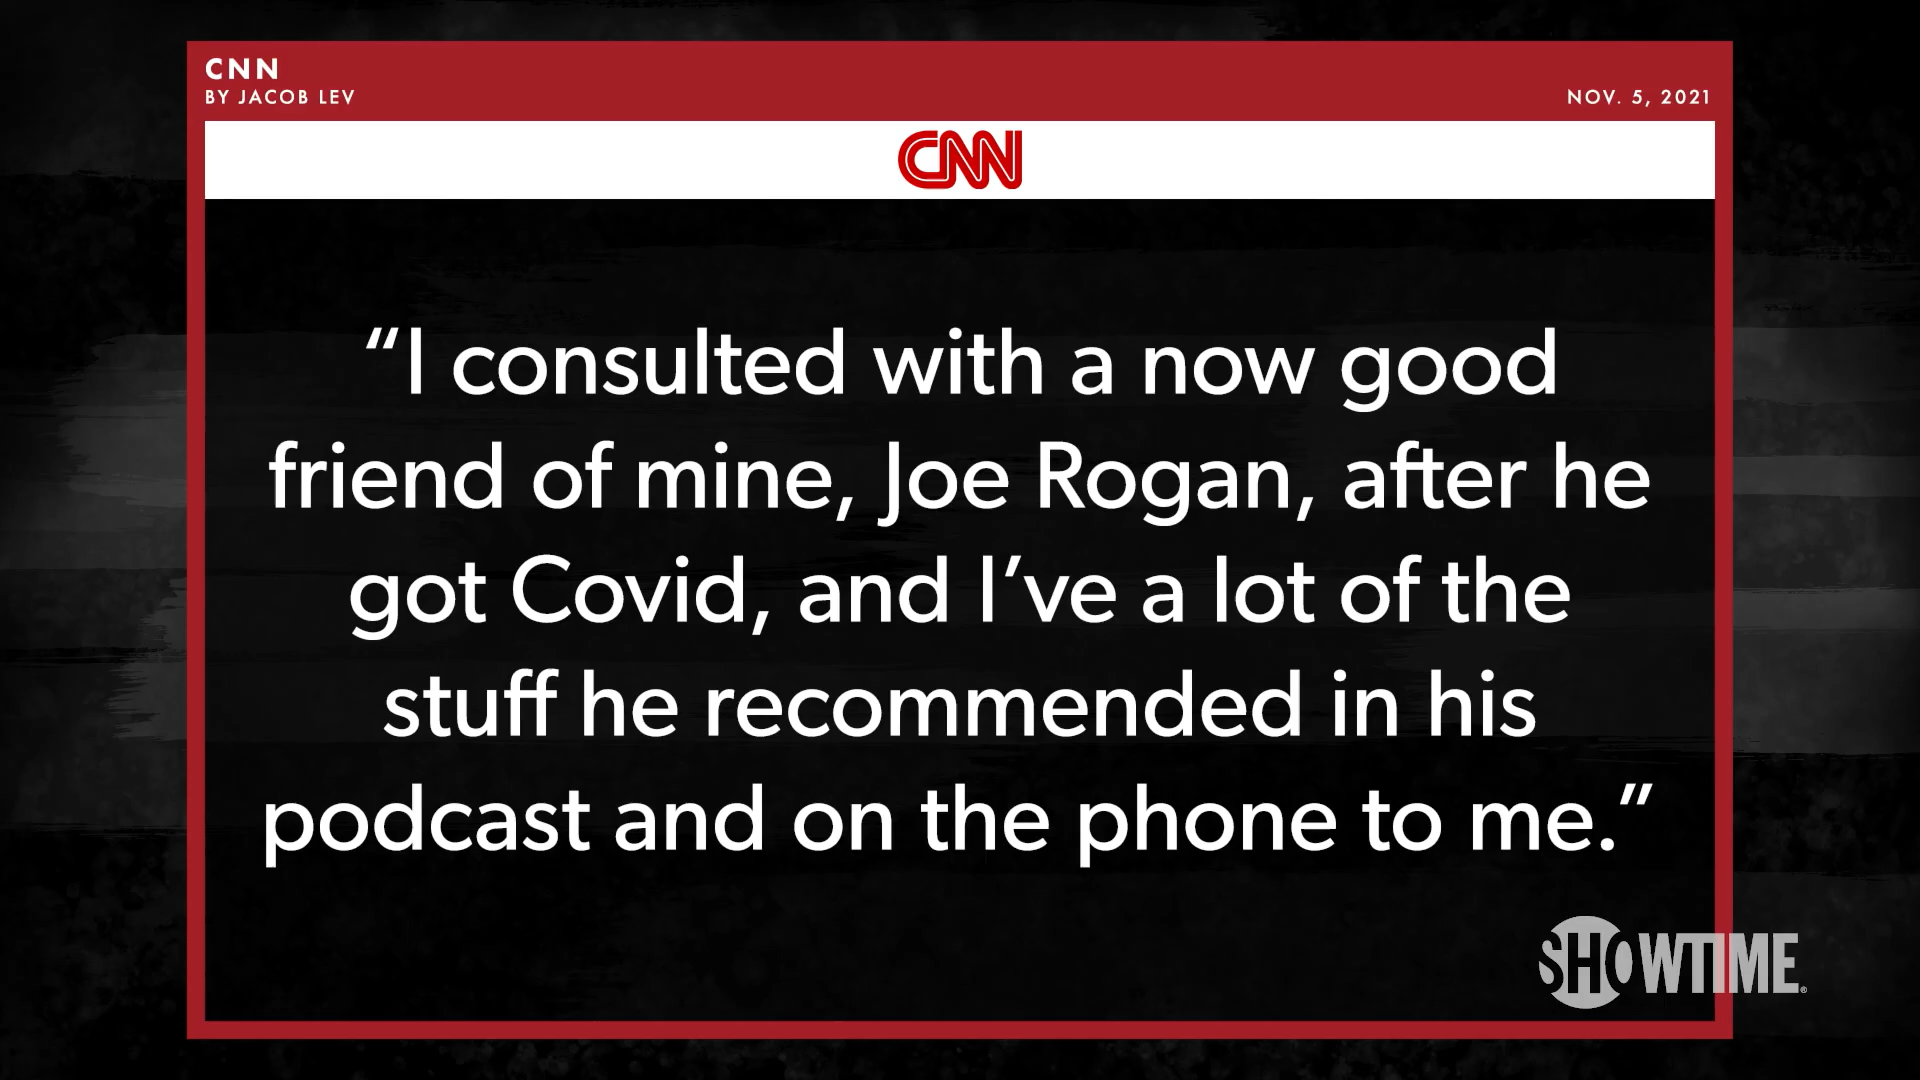 CNN
BY JACOB LEV
NOV. 5, 2021
CNN
“I consulted with a now good
friend of mine, Joe Rogan, after he
got Covid, and I’ve a lot of the
stuff he recommended in his
podcast and on the phone to me.”
SHOWTIME®